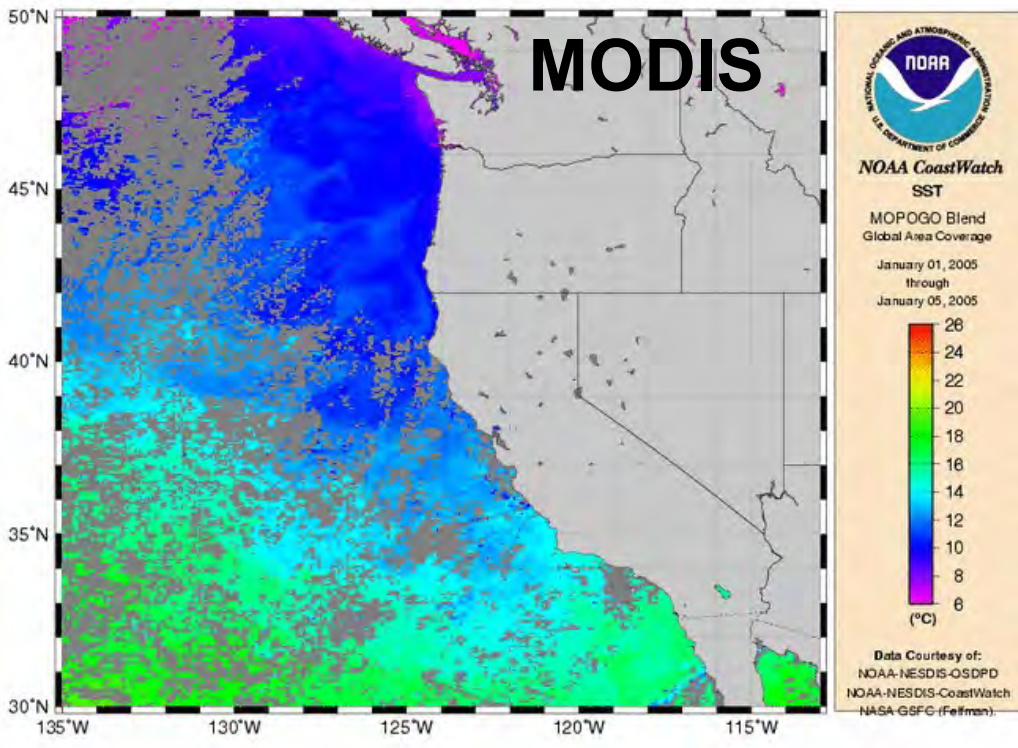 MODIS
50°N
45°N
40°N
35°N
30°N
135°W
130°W
125°W
120°W
115°W
NATIONAL OCEANIC AND ATMOSPHERIC ADMINISTRATION
NOAA
U.S. DEPARTMENT OF COMMERCE
NOAA CoastWatch
SST
MOPOGO Blend
Global Area Coverage
January 01, 2005
through
January 05, 2005
26
24
22
20
18
16
14
12
10
8
6
(°C)
Data Courtesy of:
NOAA-NESDIS-OSDPD
NOAA-NESDIS-CoastWatch
NASA GSFC (Felfman).